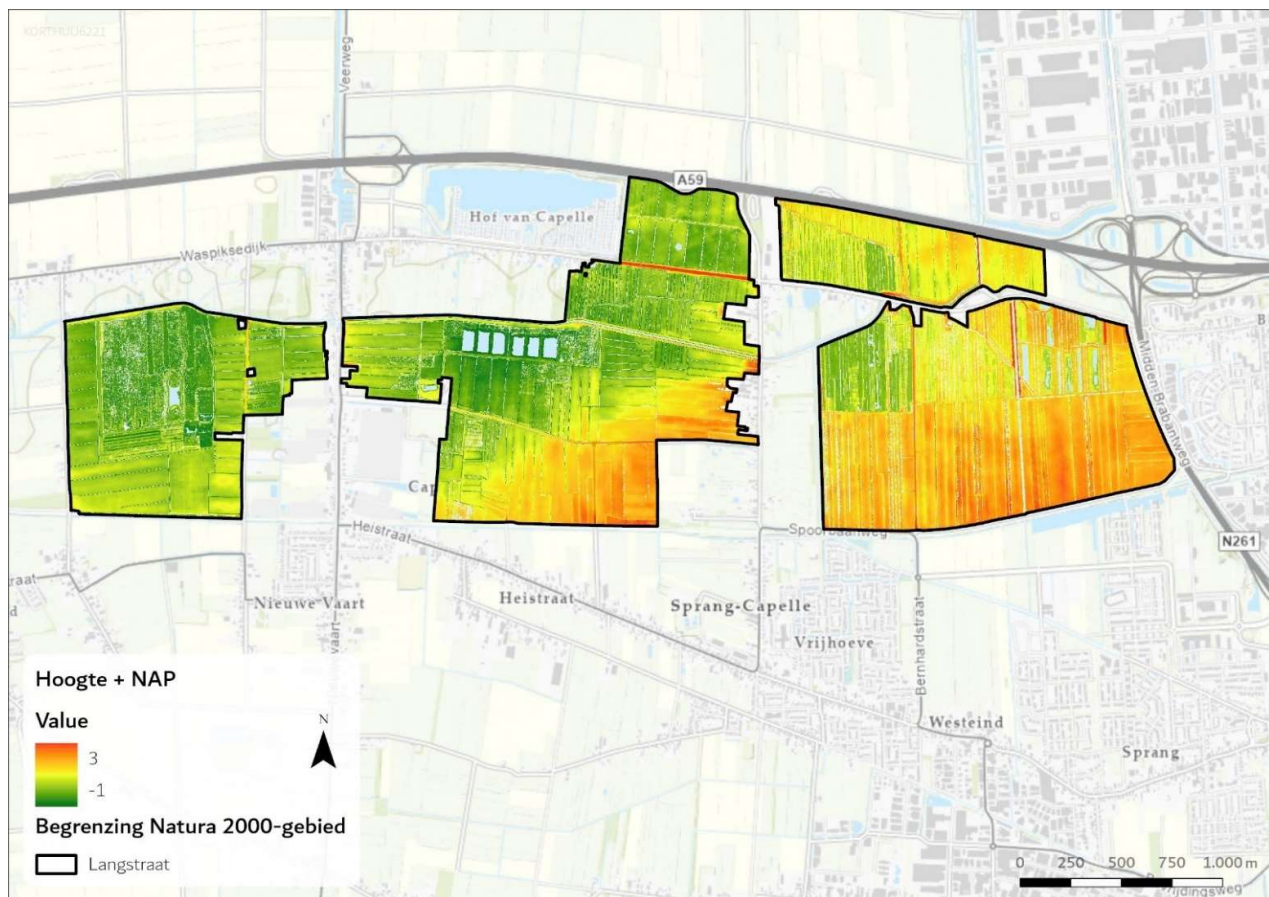 KORTHUU6221
Veerweg
A59
Hof van Capelle
Waspiksedijk
Midden-Brabantweg
N261
Spoorbaanweg
Heistraat
Nieuwe Vaart
Heistraat
Sprang-Capelle
Vrijhoeve
Bernhardstraat
Westeind
Sprang
Hoogte + NAP
Value
N
3
-1
Begrenzing Natura 2000-gebied
Langstraat
0 250 500 750 1.000 m